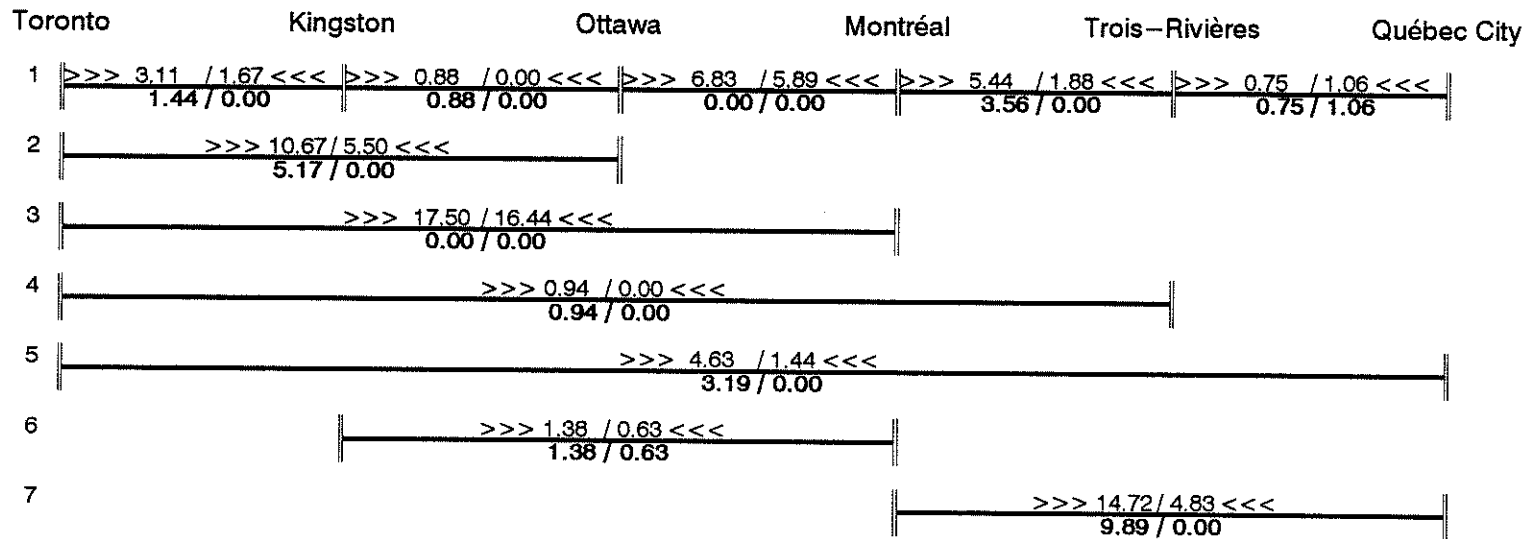 Toronto Kingston Ottawa Montréal Trois-Rivières Québec City
1 >>> 3.11 / 1.67 <<< >>> 0.88 / 0.00 <<< >>> 6.83 / 5.89 <<< >>> 5.44 / 1.88 <<< >>> 0.75 / 1.06 <<<
1.44 / 0.00 0.88 / 0.00 0.00 / 0.00 3.56 / 0.00 0.75 / 1.06
2 >>> 10.67 / 5.50 <<<
5.17 / 0.00
3 >>> 17.50 / 16.44 <<<
0.00 / 0.00
4 >>> 0.94 / 0.00 <<<
0.94 / 0.00
5 >>> 4.63 / 1.44 <<<
3.19 / 0.00
6 >>> 1.38 / 0.63 <<<
1.38 / 0.63
7 >>> 14.72 / 4.83 <<<
9.89 / 0.00